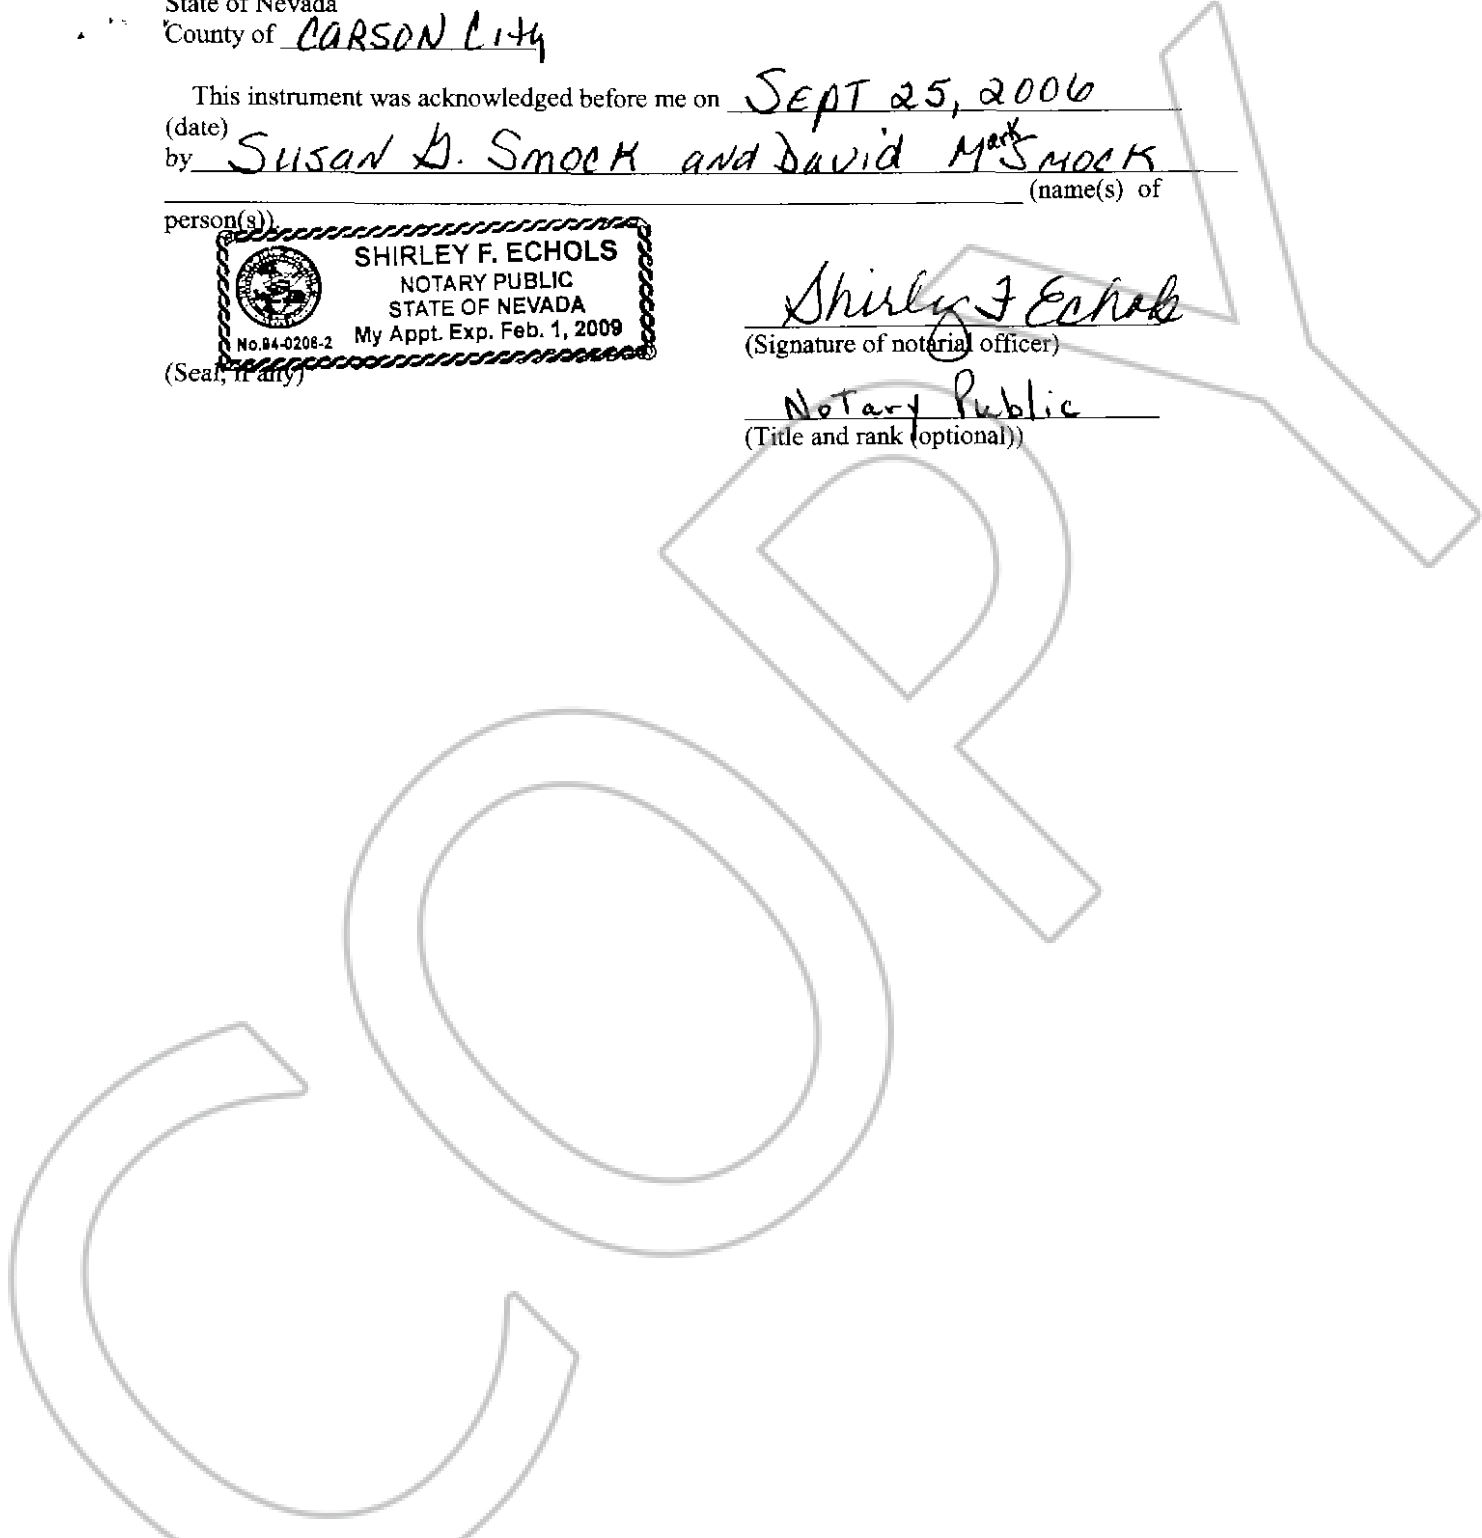 State of Nevada
County of CARSON City
This instrument was acknowledged before me on SEPT 25, 2006
(date)
by Susan G. Smock and David Mark Smock
(name(s) of
person(s)).
SHIRLEY F. ECHOLS
NOTARY PUBLIC
STATE OF NEVADA
My Appt. Exp. Feb. 1, 2009
No.94-0206-2
(Seal, if any)
Shirley F Echols
(Signature of notarial officer)
Notary Public
(Title and rank (optional))
COPY